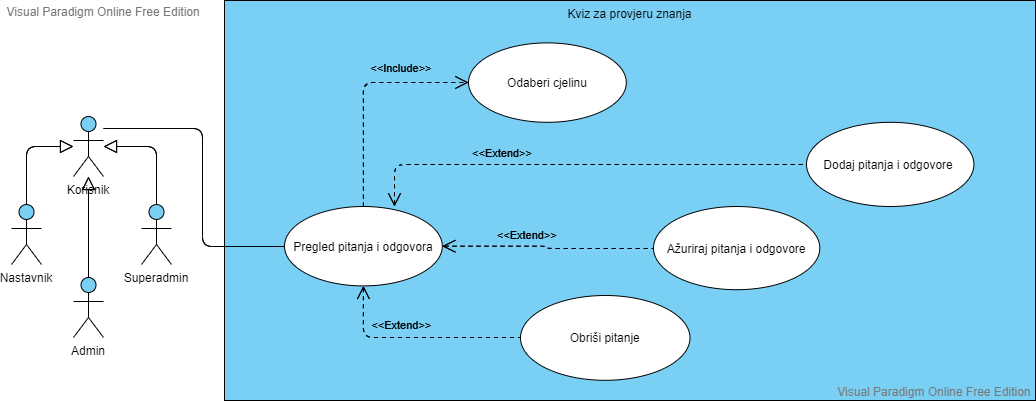 Visual Paradigm Online Free Edition
Kviz za provjeru znanja
<<Include>>
Odaberi cjelinu
<<Extend>>
Dodaj pitanja i odgovore
Korisnik
Pregled pitanja i odgovora
<<Extend>>
Ažuriraj pitanja i odgovore
Nastavnik
Superadmin
<<Extend>>
Obriši pitanje
Admin
Visual Paradigm Online Free Edition